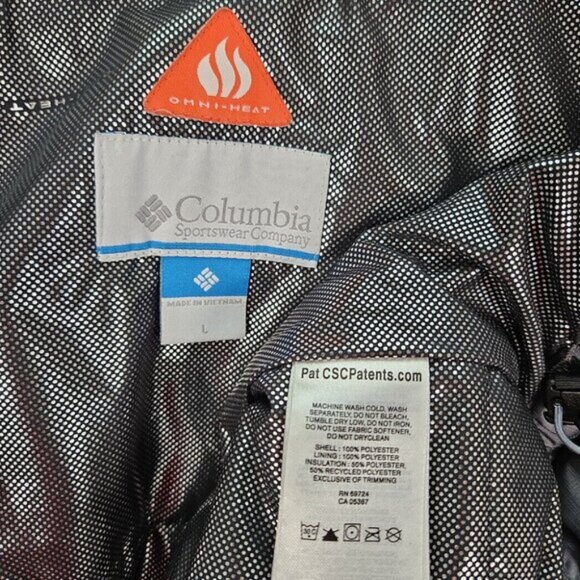 OMNI-HEAT
HEAT
Columbia
Sportswear Company
MADE IN VIETNAM
L
Pat CSCPatents.com
MACHINE WASH COLD, WASH
SEPARATELY, DO NOT BLEACH,
TUMBLE DRY LOW, DO NOT IRON,
DO NOT USE FABRIC SOFTENER,
DO NOT DRYCLEAN
SHELL : 100% POLYESTER
LINING : 100% POLYESTER
INSULATION : 50% POLYESTER,
50% RECYCLED POLYESTER
EXCLUSIVE OF TRIMMING
RN 69724
CA 05367